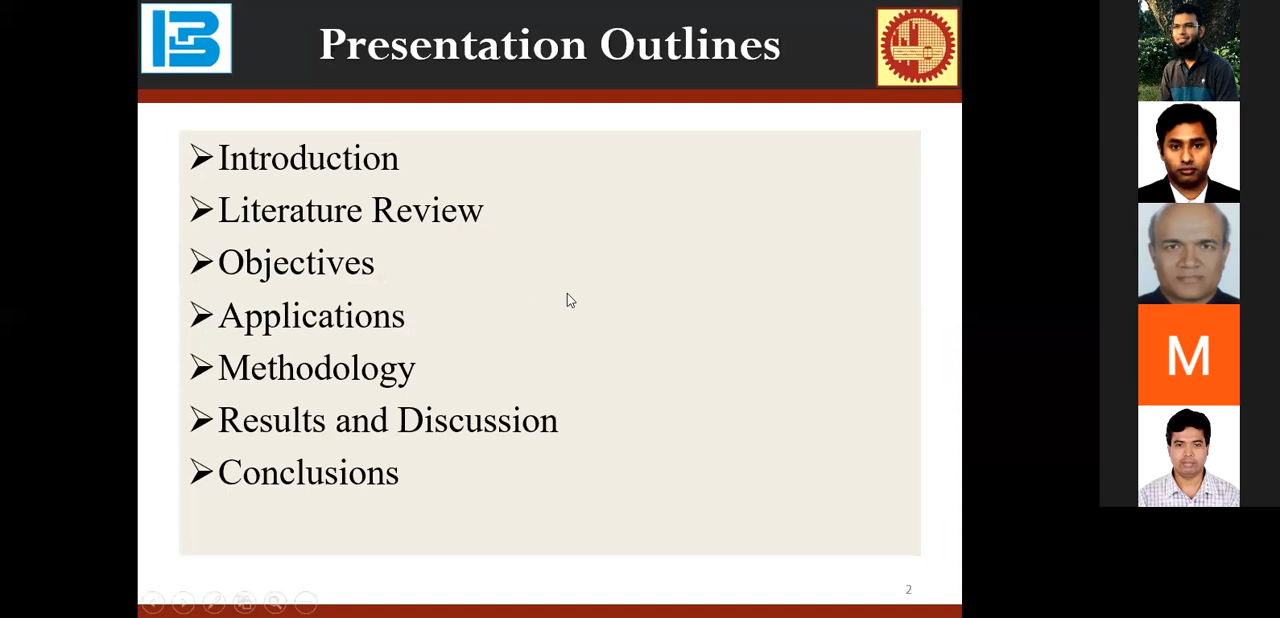 Presentation Outlines
Introduction
Literature Review
Objectives
Applications
Methodology
Results and Discussion
Conclusions
2
M